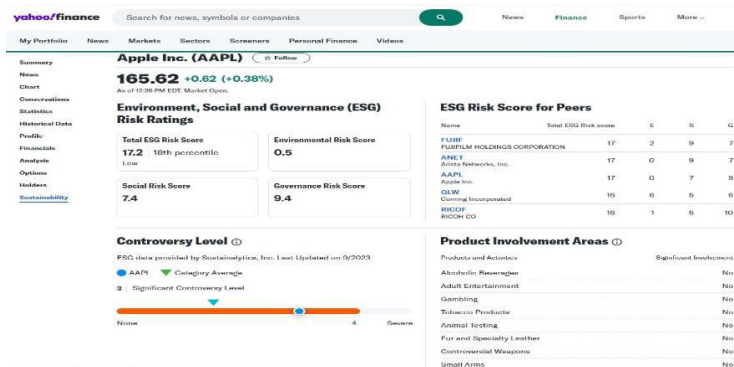 yahoo!finance
Search for news, symbols or companies
News Finance Sports More
My Portfolio News Markets Sectors Screeners Personal Finance Videos
Summary
News
Chart
Conversations
Statistics
Historical Data
Profile
Financials
Analysis
Options
Holders
Sustainability
Apple Inc. (AAPL) ☆ Follow
165.62 +0.62 (+0.38%)
As of 12:26 PM EDT. Market Open.
Environment, Social and Governance (ESG)
Risk Ratings
Total ESG Risk Score
17.2 18th percentile
Low
Environmental Risk Score
0.5
Social Risk Score
7.4
Governance Risk Score
9.4
ESG Risk Score for Peers
Name Total ESG Risk score E S G
FUJIF 17 2 9 7
FUJIFILM HOLDINGS CORPORATION
ANET 17 0 9 7
Arista Networks, Inc.
AAPL 17 0 7 9
Apple Inc.
GLW 16 6 5 6
Corning Incorporated
RICOF 16 1 5 10
RICOH CO
Controversy Level
ESG data provided by Sustainalytics, Inc. Last Updated on 9/2023
AAPL Category Average
3 Significant Controversy Level
None 4 Severe
Product Involvement Areas
Products and Activities Significant Involvement
Alcoholic Beverages No
Adult Entertainment No
Gambling No
Tobacco Products No
Animal Testing No
Fur and Specialty Leather No
Controversial Weapons No
Small Arms No